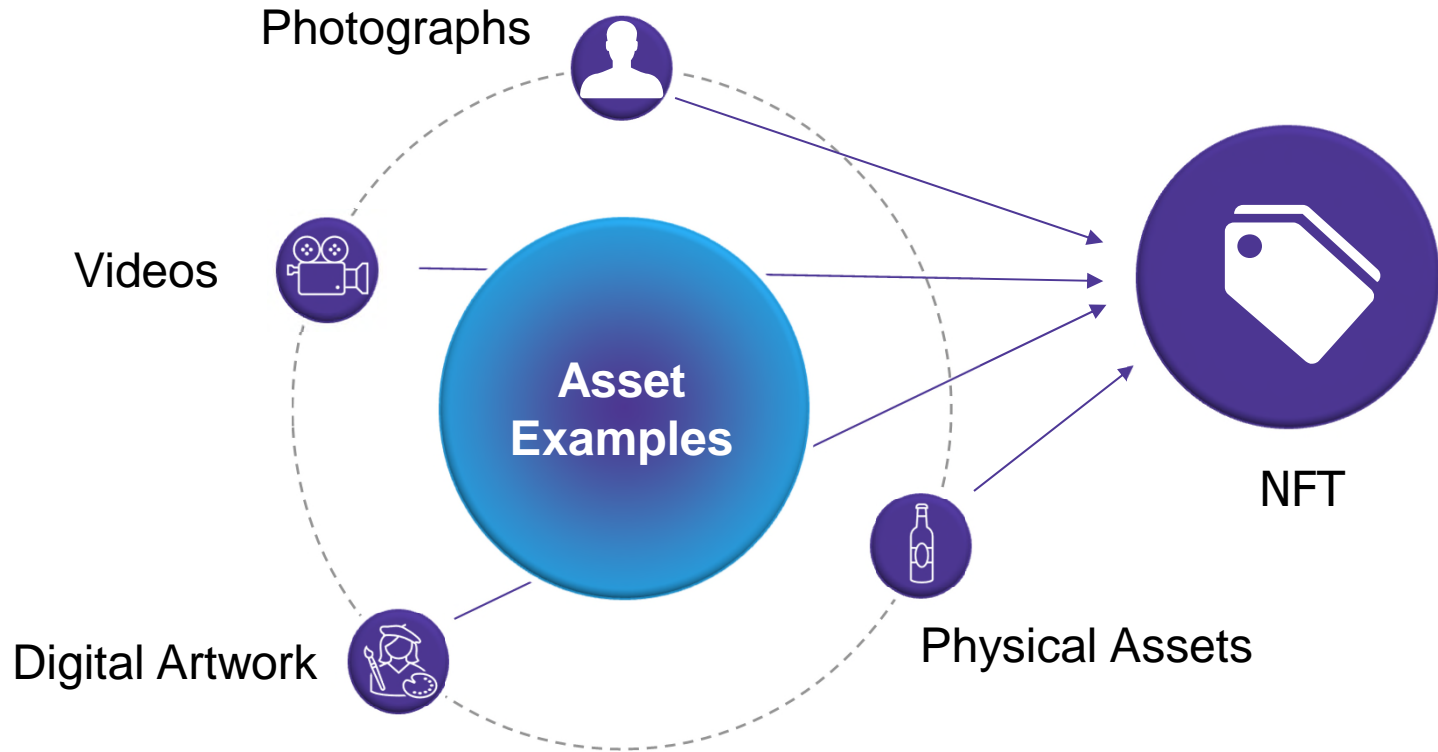 Photographs
Videos
Asset
Examples
NFT
Physical Assets
Digital Artwork